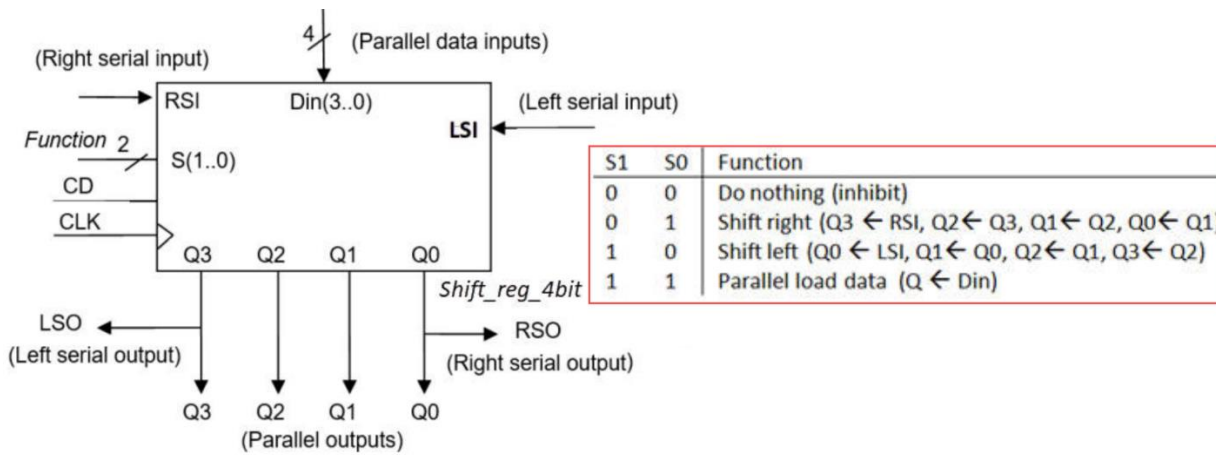 4
(Parallel data inputs)
(Right serial input)
RSI
Din(3..0)
(Left serial input)
LSI
Function 2
S(1..0)
CD
CLK
Q3 Q2 Q1 Q0
Shift_reg_4bit
LSO
RSO
(Left serial output)
(Right serial output)
Q3 Q2 Q1 Q0
(Parallel outputs)
S1 S0 Function
0 0 Do nothing (inhibit)
0 1 Shift right (Q3 ← RSI, Q2← Q3, Q1← Q2, Q0← Q1)
1 0 Shift left (Q0 ← LSI, Q1← Q0, Q2← Q1, Q3← Q2)
1 1 Parallel load data (Q ← Din)